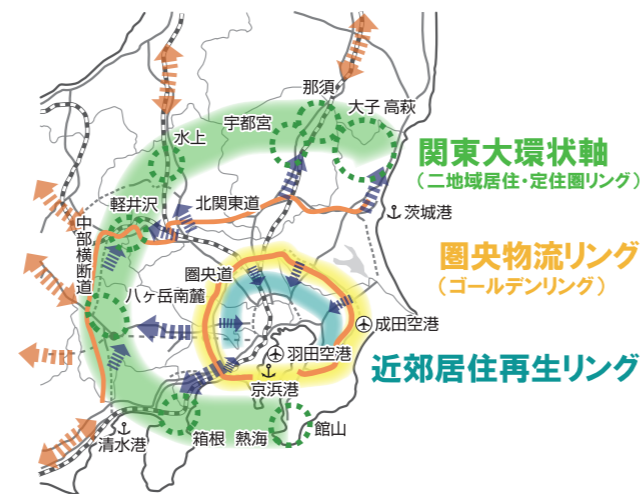 那須
大子 高萩
宇都宮
水上
関東大環状軸
(二地域居住・定住圏リング)
軽井沢
北関東道
茨城港
中部横断道
圏央道
圏央物流リング
(ゴールデンリング)
八ヶ岳南麓
成田空港
羽田空港
京浜港
近郊居住再生リング
清水港
箱根 熱海
館山